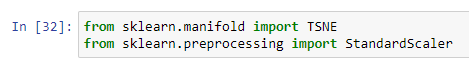 In [32]: from sklearn.manifold import TSNE
from sklearn.preprocessing import StandardScaler